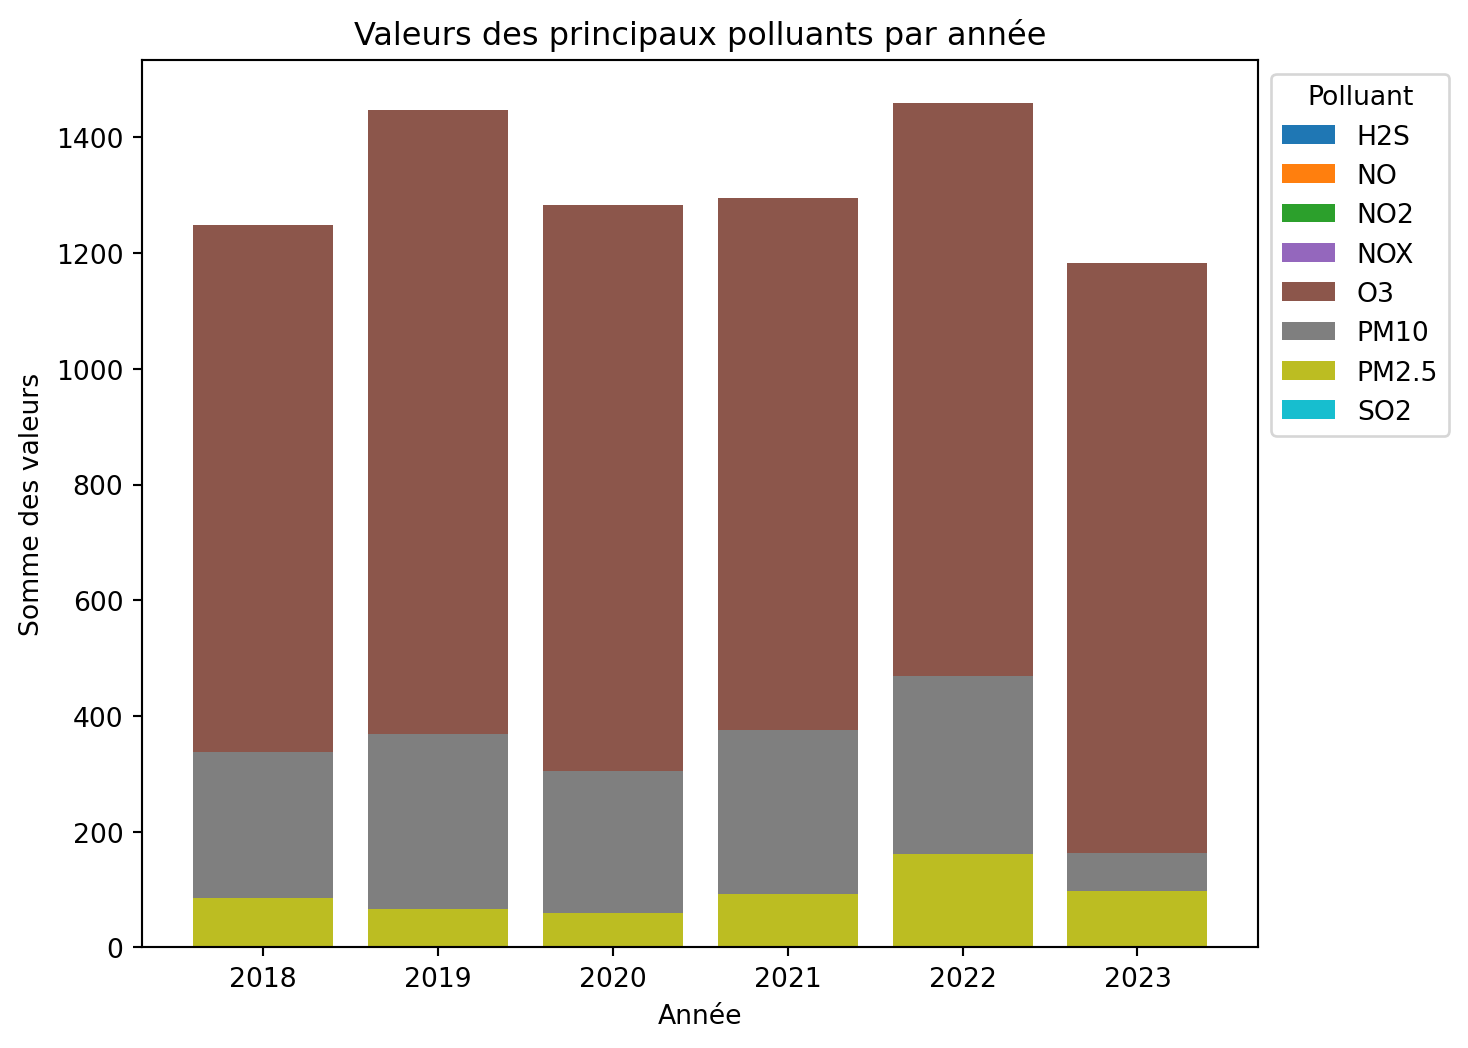 Valeurs des principaux polluants par année
Somme des valeurs
1400
1200
1000
800
600
400
200
0
2018
2019
2020
2021
2022
2023
Année
Polluant
H2S
NO
NO2
NOX
O3
PM10
PM2.5
SO2